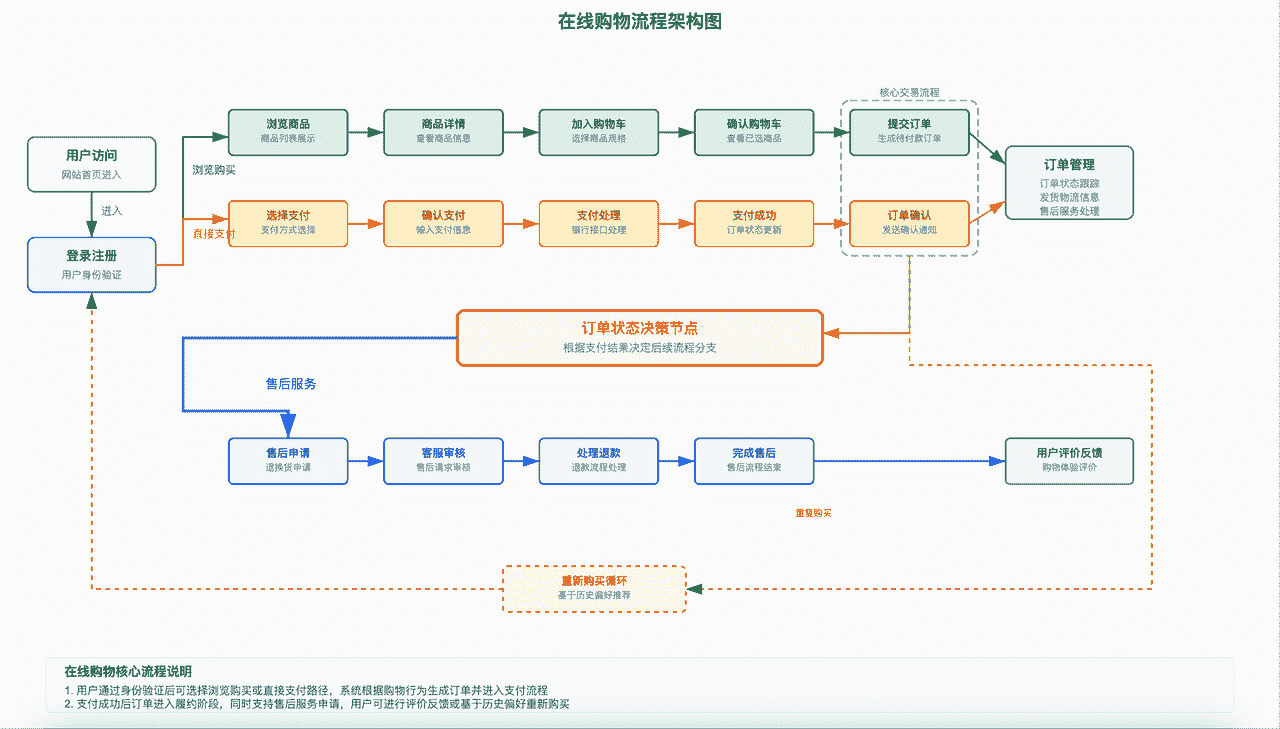 在线购物流程架构图
核心交易流程
用户访问
网站首页进入
进入
登录注册
用户身份验证
浏览购买
浏览商品
商品列表展示
商品详情
查看商品信息
加入购物车
选择商品规格
确认购物车
查看已选商品
提交订单
生成待付款订单
直接支付
选择支付
支付方式选择
确认支付
输入支付信息
支付处理
银行接口处理
支付成功
订单状态更新
订单确认
发送确认通知
订单管理
订单状态跟踪
发货物流信息
售后服务处理
订单状态决策节点
根据支付结果决定后续流程分支
售后服务
售后申请
退换货申请
客服审核
售后请求审核
处理退款
退款流程处理
完成售后
售后流程结束
用户评价反馈
购物体验评价
重复购买
重新购买循环
基于历史偏好推荐
在线购物核心流程说明
1. 用户通过身份验证后可选择浏览购买或直接支付路径，系统根据购物行为生成订单并进入支付流程
2. 支付成功后订单进入履约阶段，同时支持售后服务申请，用户可进行评价反馈或基于历史偏好重新购买